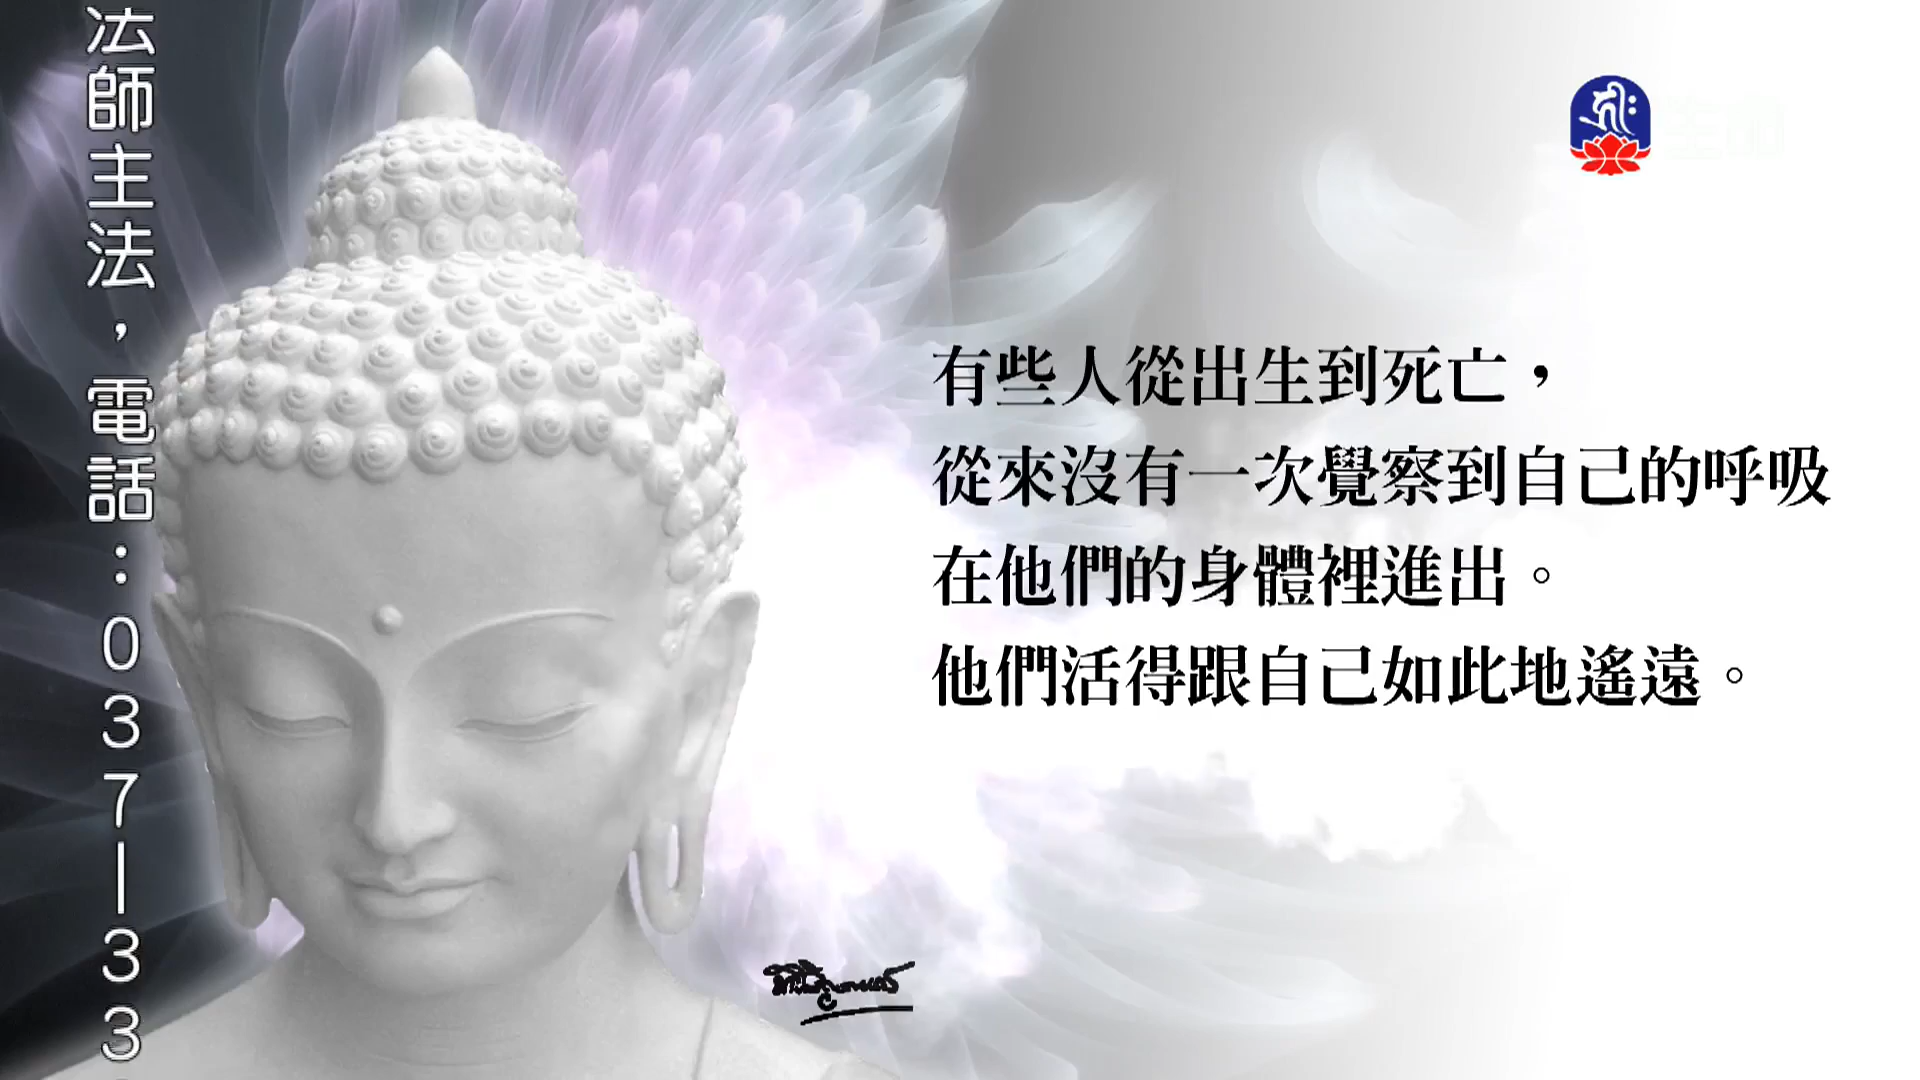 法師主法，電話：037—33
有些人從出生到死亡，
從來沒有一次覺察到自己的呼吸
在他們的身體裡進出。
他們活得跟自己如此地遙遠。